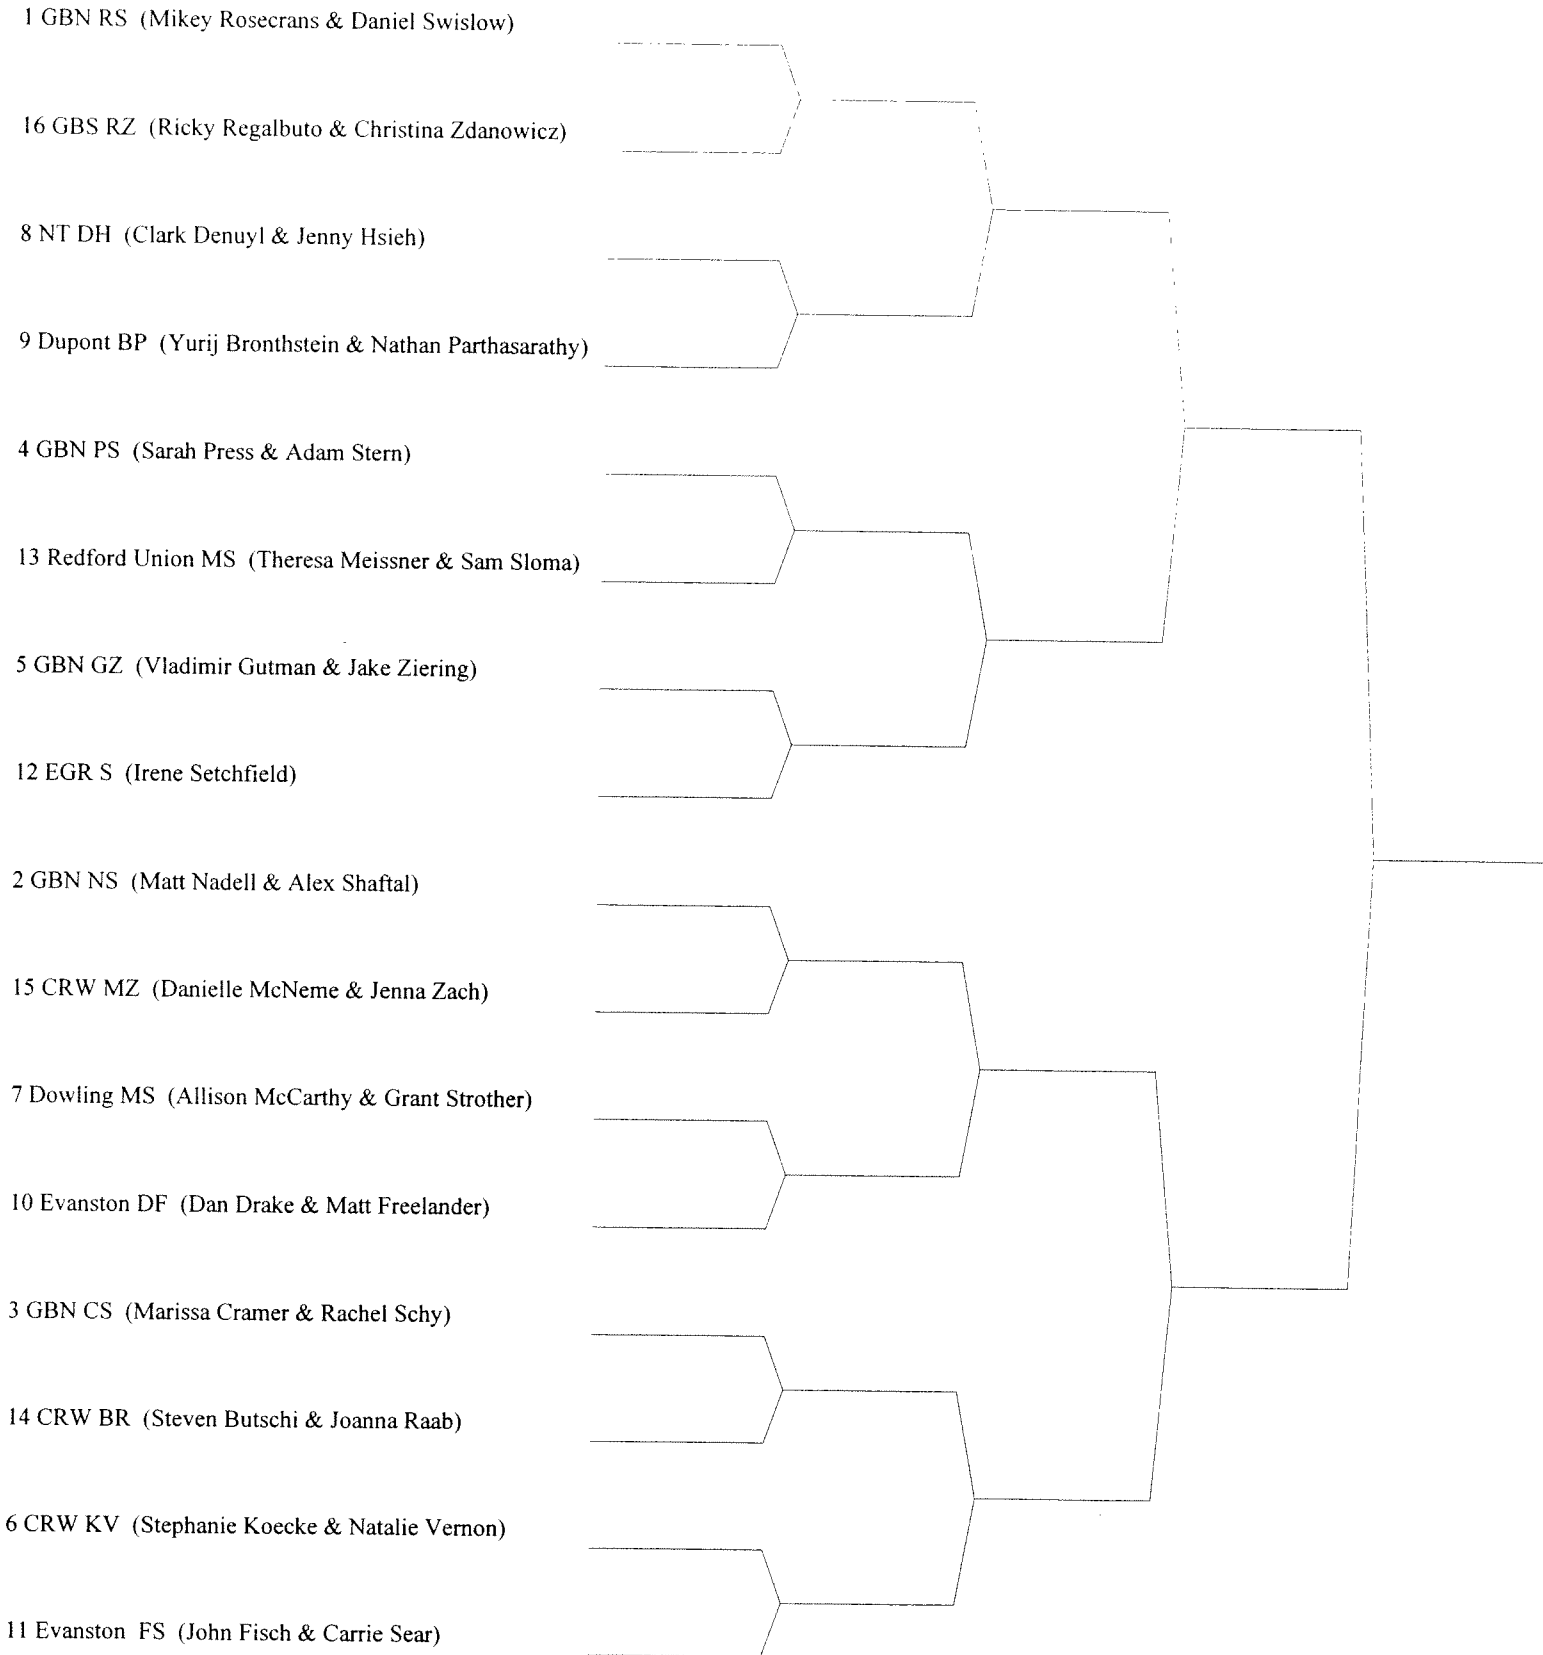 1 GBN RS (Mikey Rosecrans & Daniel Swislow)
16 GBS RZ (Ricky Regalbuto & Christina Zdanowicz)
8 NT DH (Clark Denuyl & Jenny Hsieh)
9 Dupont BP (Yurij Bronthstein & Nathan Parthasarathy)
4 GBN PS (Sarah Press & Adam Stern)
13 Redford Union MS (Theresa Meissner & Sam Sloma)
5 GBN GZ (Vladimir Gutman & Jake Ziering)
12 EGR S (Irene Setchfield)
2 GBN NS (Matt Nadell & Alex Shaftal)
15 CRW MZ (Danielle McNeme & Jenna Zach)
7 Dowling MS (Allison McCarthy & Grant Strother)
10 Evanston DF (Dan Drake & Matt Freelander)
3 GBN CS (Marissa Cramer & Rachel Schy)
14 CRW BR (Steven Butschi & Joanna Raab)
6 CRW KV (Stephanie Koecke & Natalie Vernon)
11 Evanston FS (John Fisch & Carrie Sear)